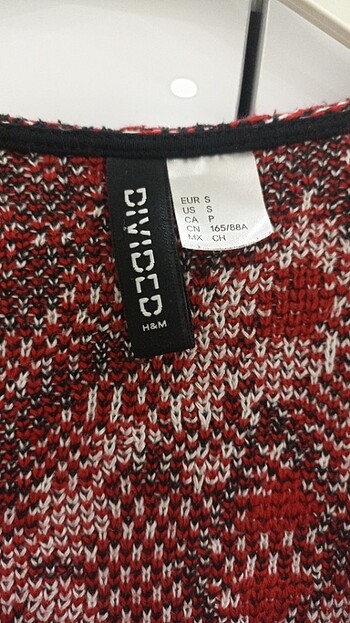 DIVIDED
H&M
EUR S
US S
CA P
CN 165/88A
MX CH